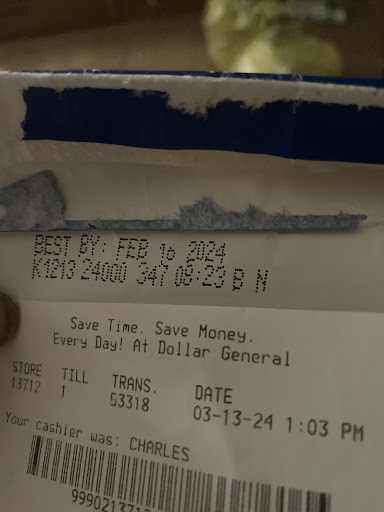 BEST BY: FEB 16 2024
K1213 24000 347 08:23 B N
Save Time. Save Money.
Every Day! At Dollar General
STORE TILL TRANS. DATE
13712 1 53318 03-13-24 1:03 PM
Your cashier was: CHARLES